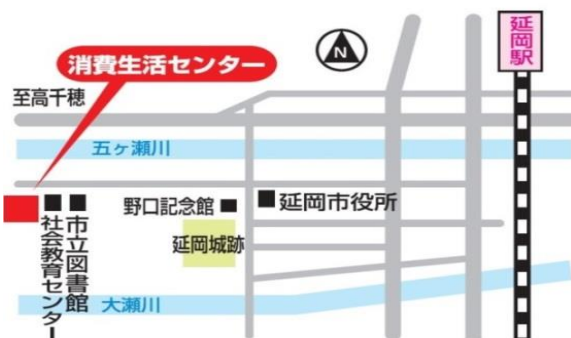 延岡駅
消費生活センター
N
至高千穂
五ヶ瀬川
野口記念館
延岡市役所
市立図書館
社会教育センター
延岡城跡
大瀬川